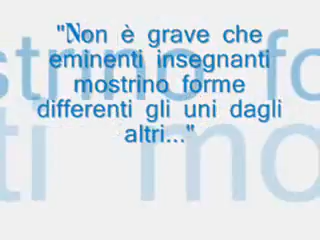 "Non è grave che
eminenti insegnanti
mostrino forme
differenti gli uni dagli
altri..."